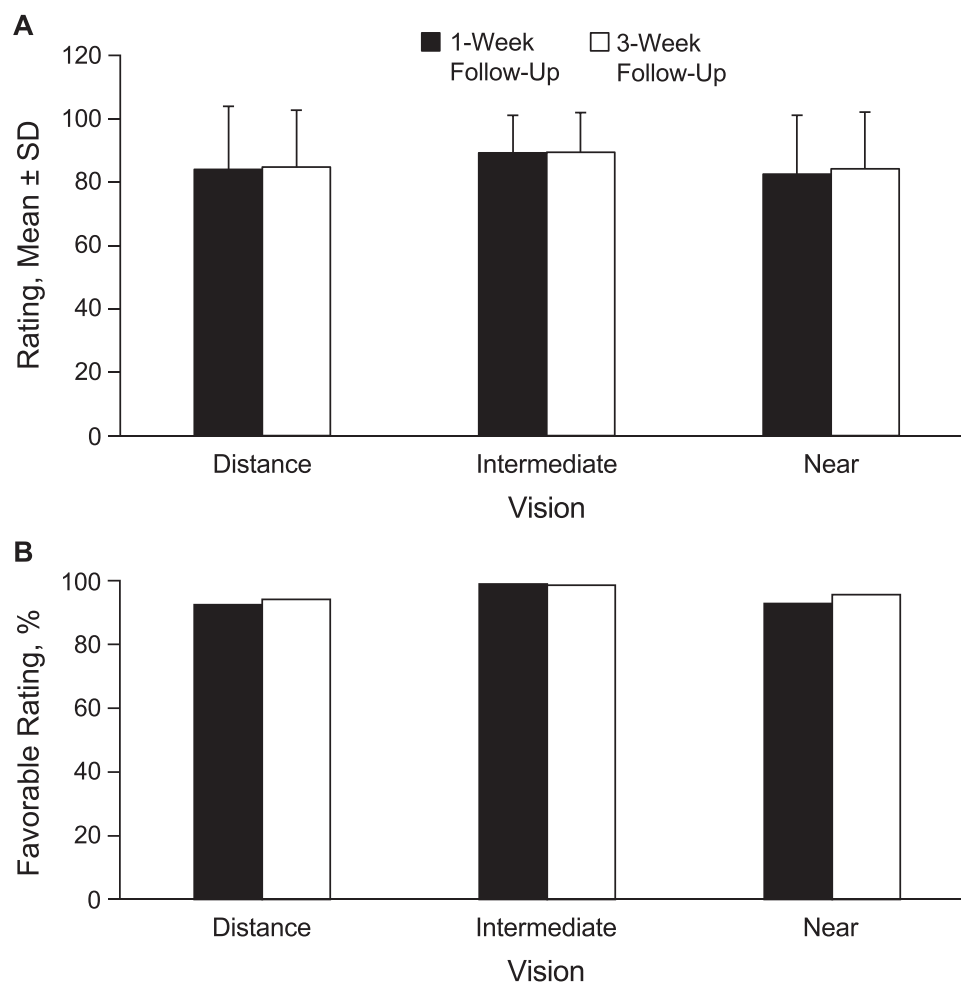 A
1-Week
Follow-Up
3-Week
Follow-Up
Rating, Mean ± SD
120
100
80
60
40
20
0
Distance
Intermediate
Near
Vision
B
Favorable Rating, %
100
80
60
40
20
0
Distance
Intermediate
Near
Vision